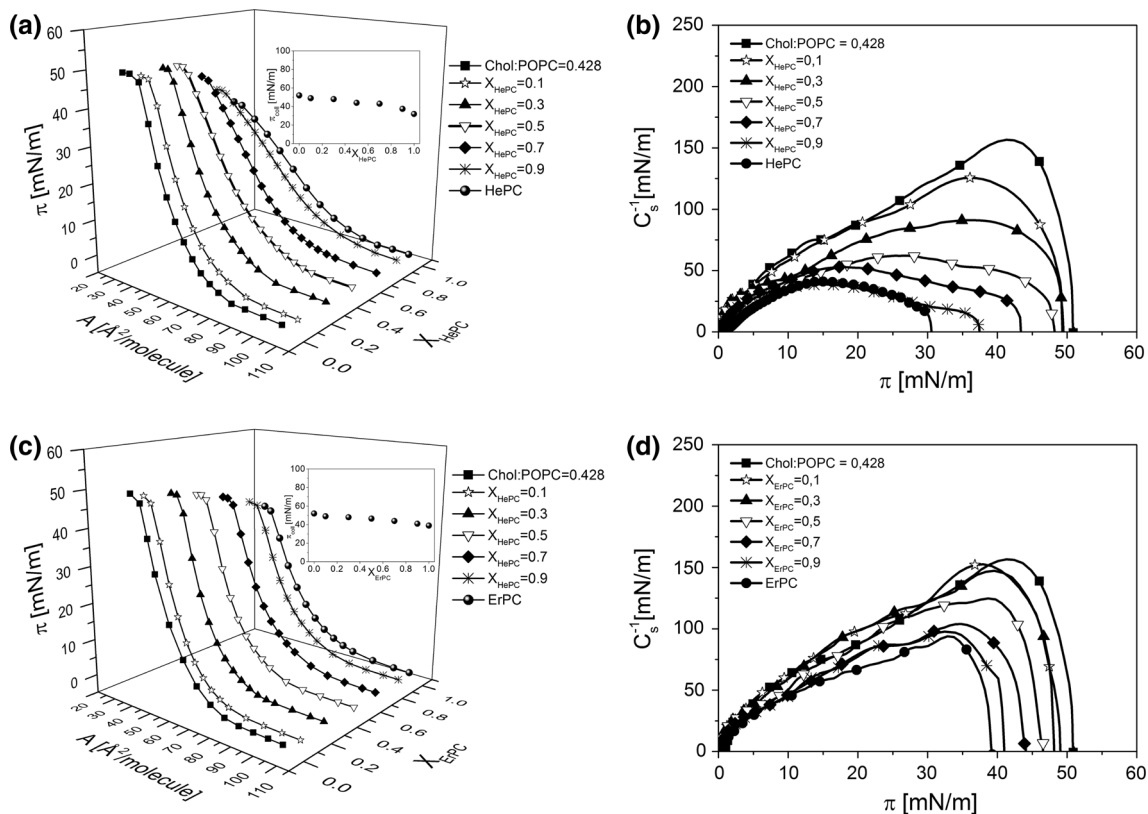 (a)
π [mN/m]
60
50
40
30
20
10
0
A [Å²/molecule]
20
30
40
50
60
70
80
90
100
110
X_HePC
0.0
0.2
0.4
0.6
0.8
1.0
π_coll [mN/m]
100
80
60
40
20
0
0.0 0.2 0.4 0.6 0.8 1.0
X_HePC
Chol:POPC=0.428
X_HePC=0.1
X_HePC=0.3
X_HePC=0.5
X_HePC=0.7
X_HePC=0.9
HePC
(b)
C_s^-1 [mN/m]
250
200
150
100
50
0
0 10 20 30 40 50 60
π [mN/m]
Chol:POPC = 0,428
X_HePC=0,1
X_HePC=0,3
X_HePC=0,5
X_HePC=0,7
X_HePC=0,9
HePC
(c)
π [mN/m]
60
50
40
30
20
10
0
A [Å²/molecule]
20
30
40
50
60
70
80
90
100
110
X_ErPC
0.0
0.2
0.4
0.6
0.8
1.0
π_coll [mN/m]
100
80
60
40
20
0
0.0 0.2 0.4 0.6 0.8 1.0
X_ErPC
Chol:POPC=0.428
X_HePC=0.1
X_HePC=0.3
X_HePC=0.5
X_HePC=0.7
X_HePC=0.9
ErPC
(d)
C_s^-1 [mN/m]
250
200
150
100
50
0
0 10 20 30 40 50 60
π [mN/m]
Chol:POPC = 0,428
X_ErPC=0,1
X_ErPC=0,3
X_ErPC=0,5
X_ErPC=0,7
X_ErPC=0,9
ErPC